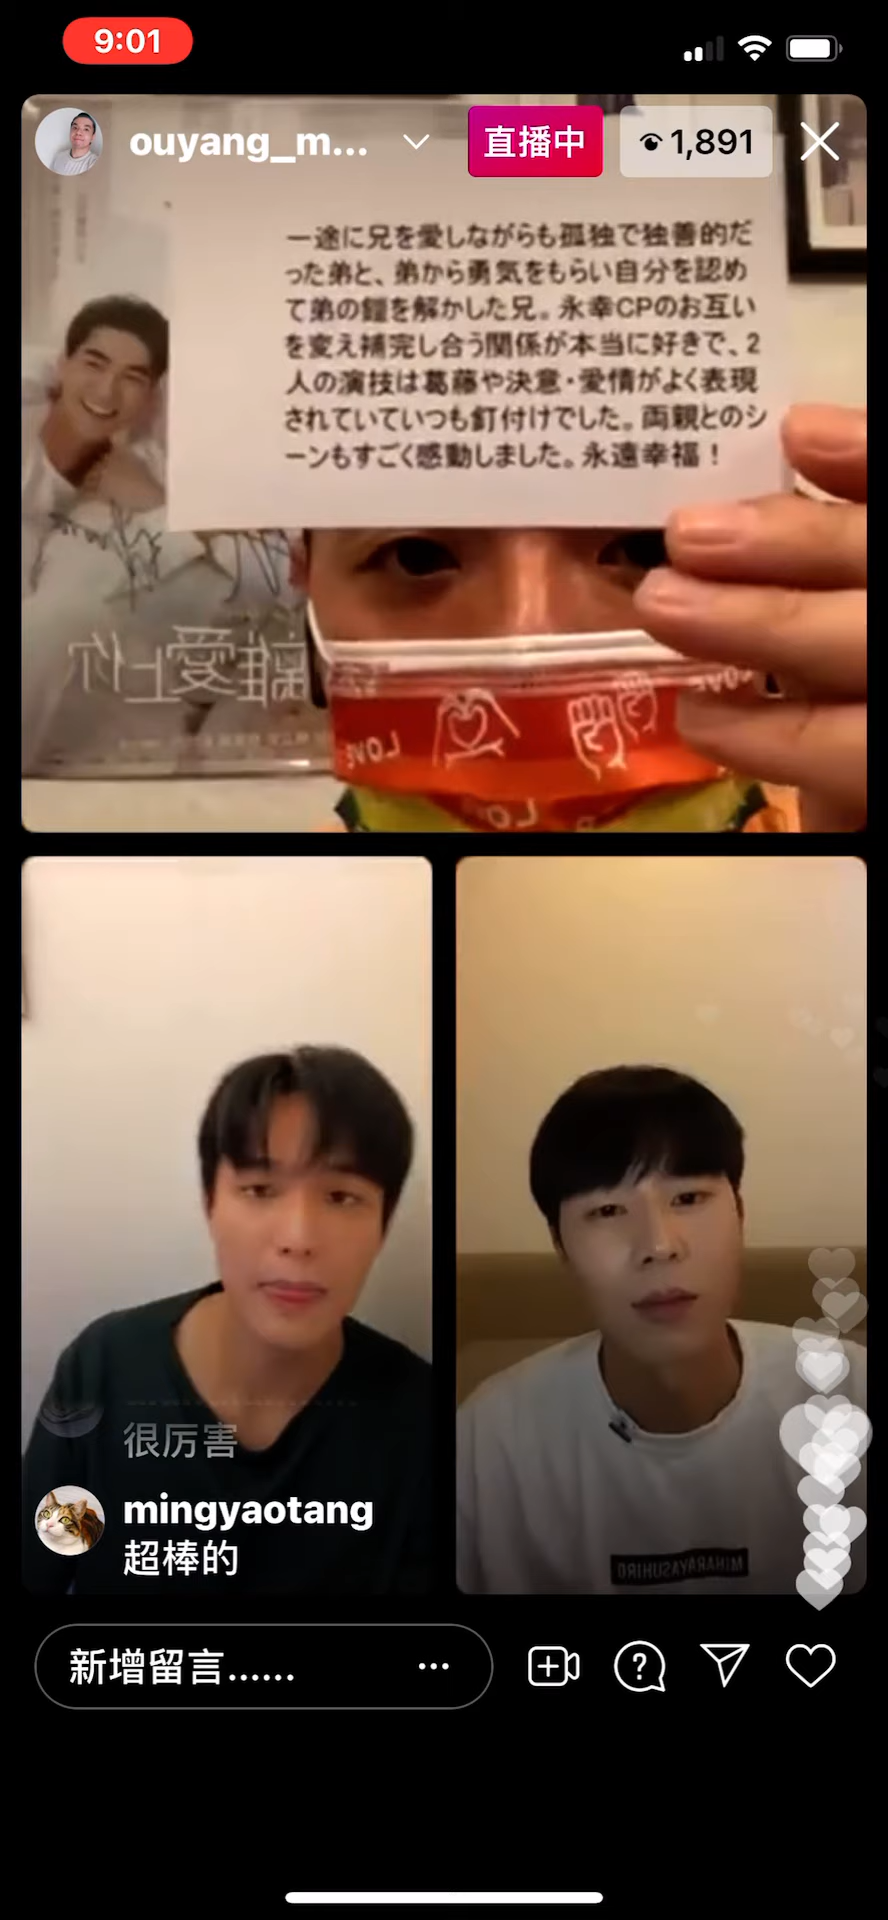 9:01
ouyang_m...
直播中
1,891
一途に兄を愛しながらも孤独で独善的だ
った弟と、弟から勇気をもらい自分を認め
て弟の鎧を解かした兄。永幸CPのお互い
を変え補完し合う関係が本当に好きで、2
人の演技は葛藤や決意・愛情がよく表現
されていていつも釘付けでした。両親とのシ
ーンもすごく感動しました。永遠幸福！
離愛上你
LOVE
LOVE
LO
很厉害
mingyaotang
超棒的
MIHARAYASUHIRO
新增留言......